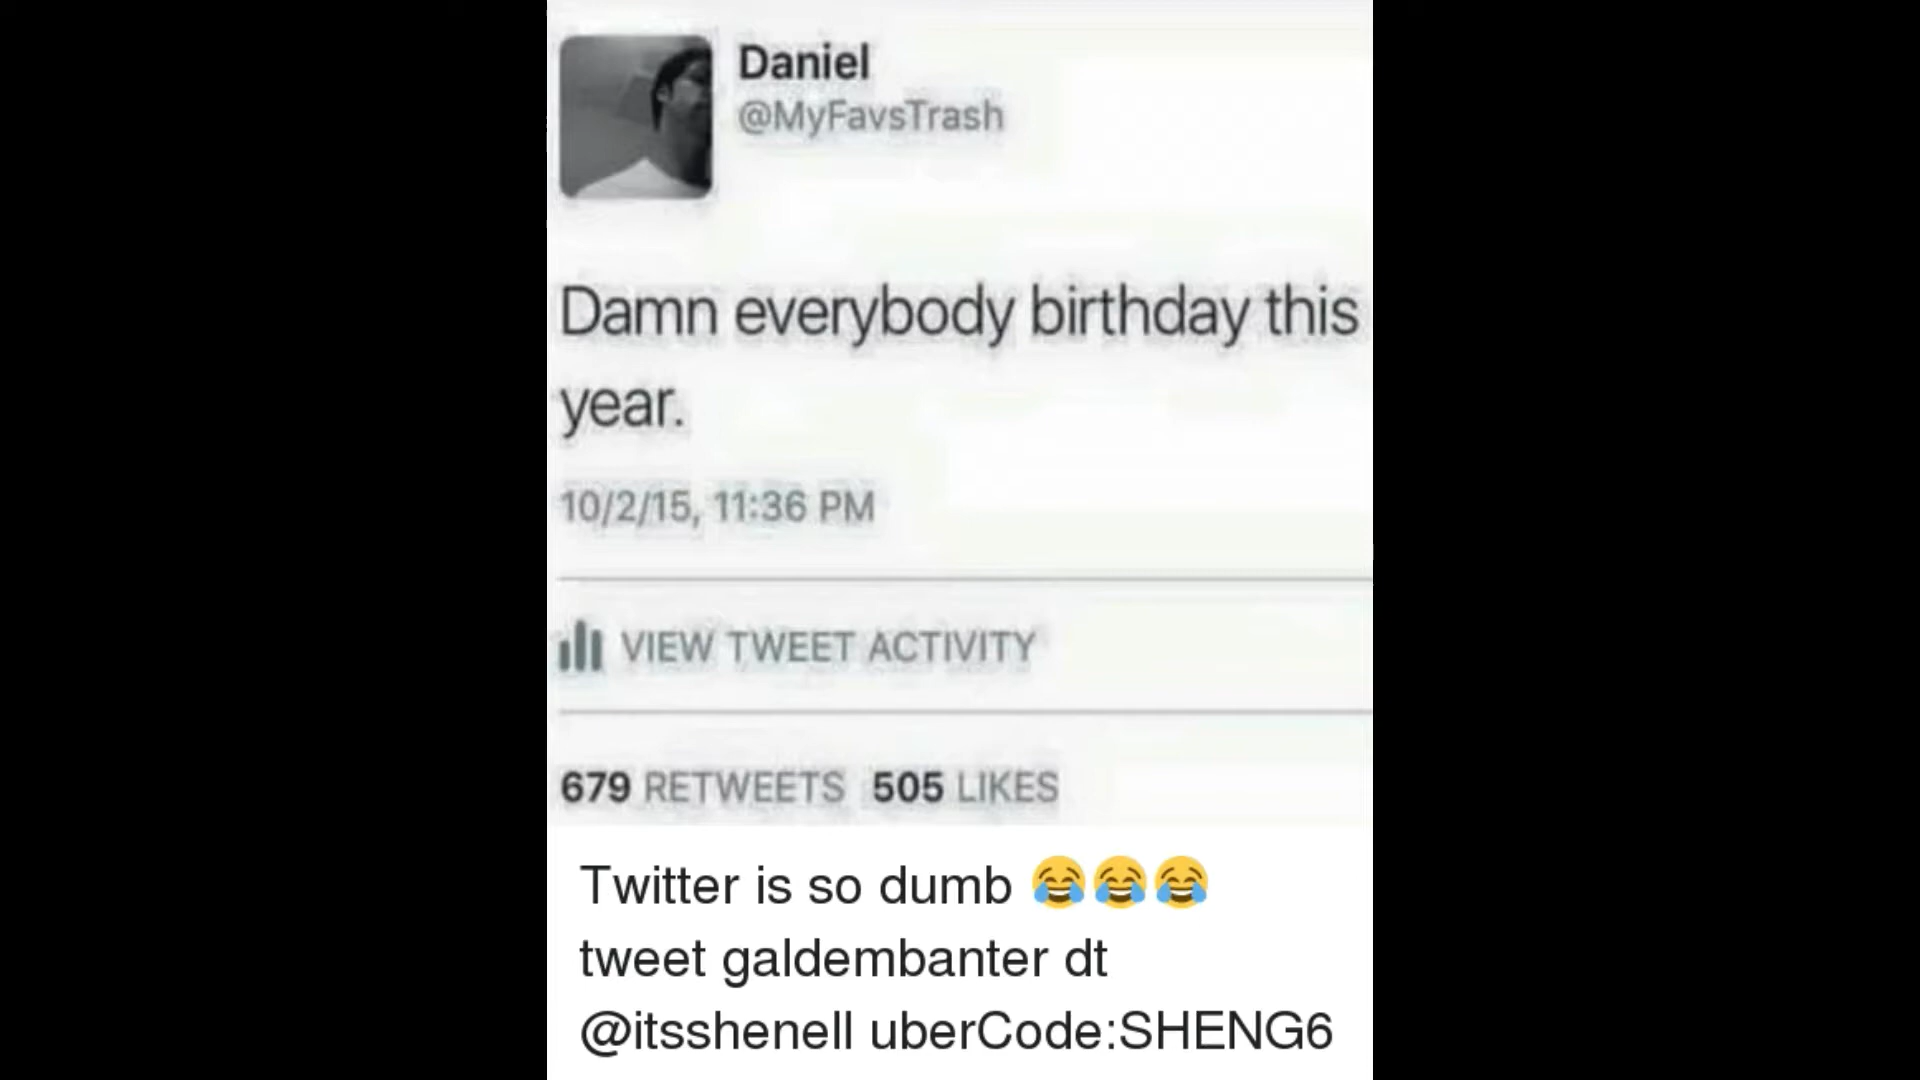 Daniel
@MyFavsTrash
Damn everybody birthday this
year.
10/2/15, 11:36 PM
VIEW TWEET ACTIVITY
679 RETWEETS 505 LIKES
Twitter is so dumb 😂😂😂
tweet galdembanter dt
@itsshenell uberCode:SHENG6